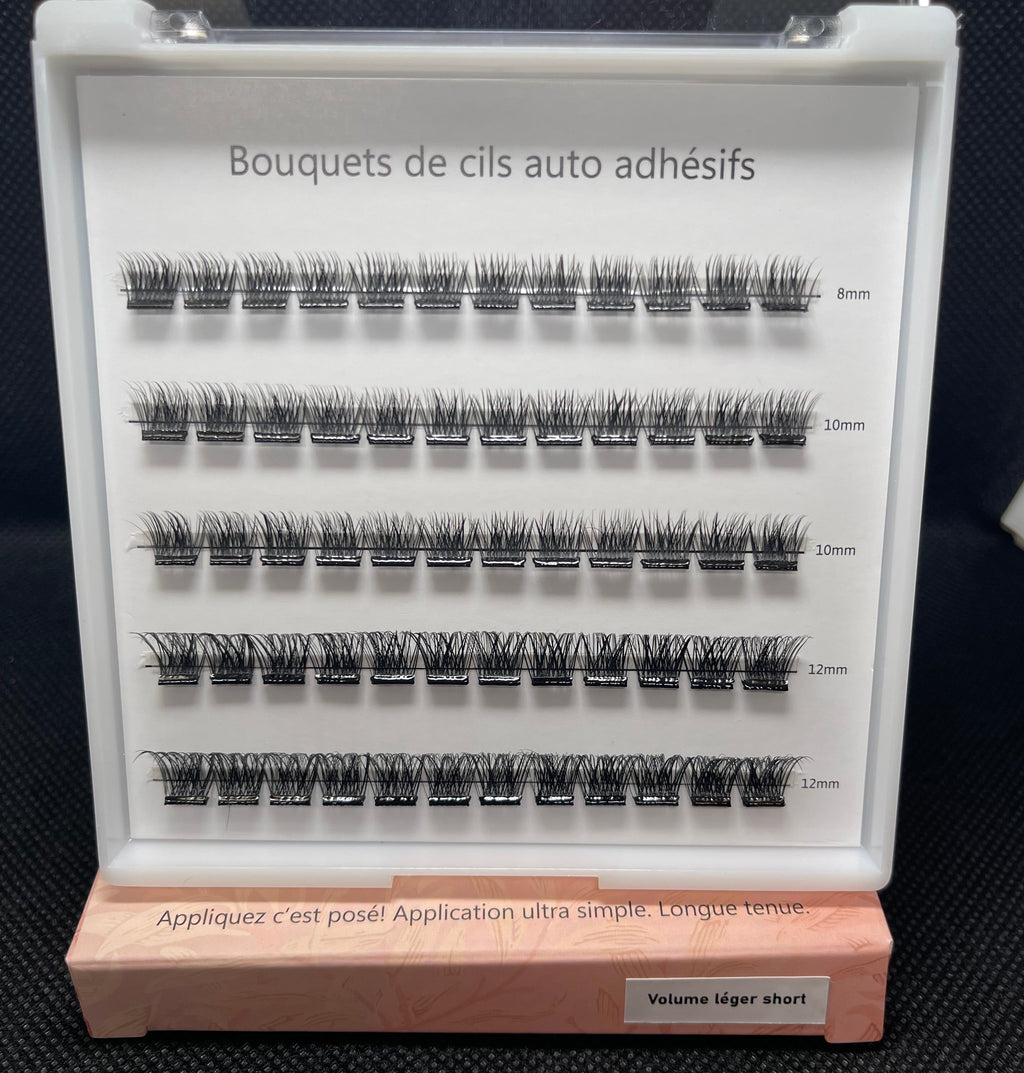 Bouquets de cils auto adhésifs
8mm
10mm
10mm
12mm
12mm
Appliquez c'est posé! Application ultra simple. Longue tenue.
Volume léger short